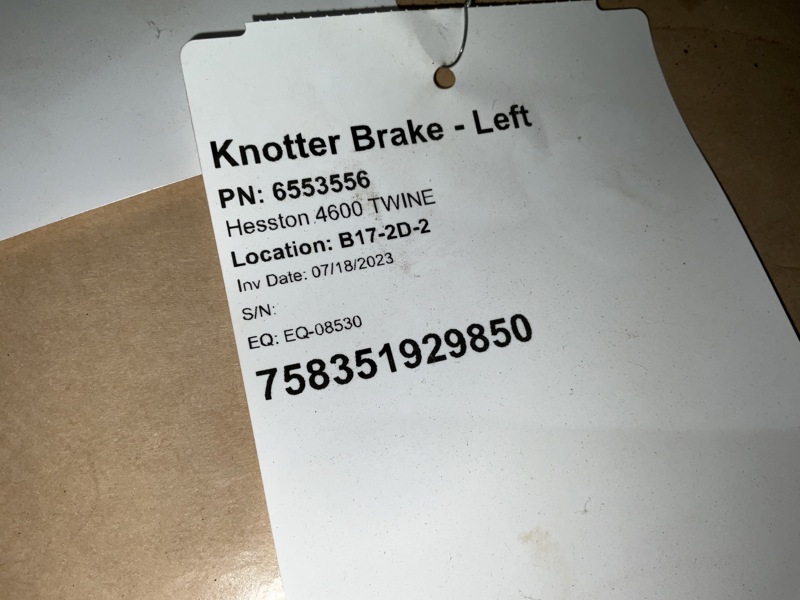 Knotter Brake - Left
PN: 6553556
Hesston 4600 TWINE
Location: B17-2D-2
Inv Date: 07/18/2023
S/N:
EQ: EQ-08530
758351929850